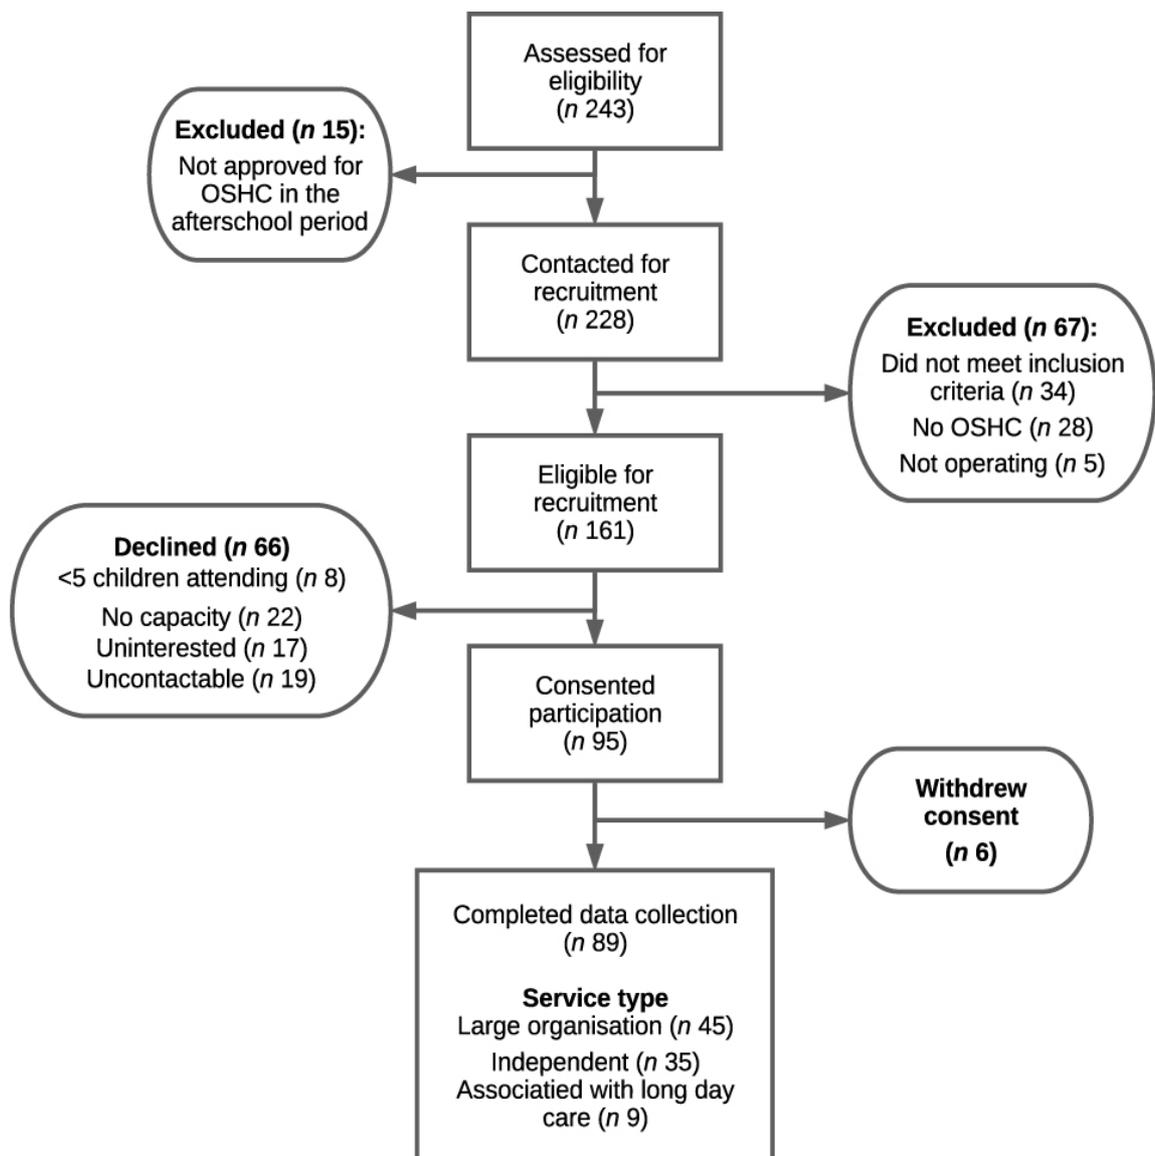 Assessed for
eligibility
(n 243)
Excluded (n 15):
Not approved for
OSHC in the
afterschool period
Contacted for
recruitment
(n 228)
Excluded (n 67):
Did not meet inclusion
criteria (n 34)
No OSHC (n 28)
Not operating (n 5)
Eligible for
recruitment
(n 161)
Declined (n 66)
<5 children attending (n 8)
No capacity (n 22)
Uninterested (n 17)
Uncontactable (n 19)
Consented
participation
(n 95)
Withdrew
consent
(n 6)
Completed data collection
(n 89)
Service type
Large organisation (n 45)
Independent (n 35)
Associatied with long day
care (n 9)